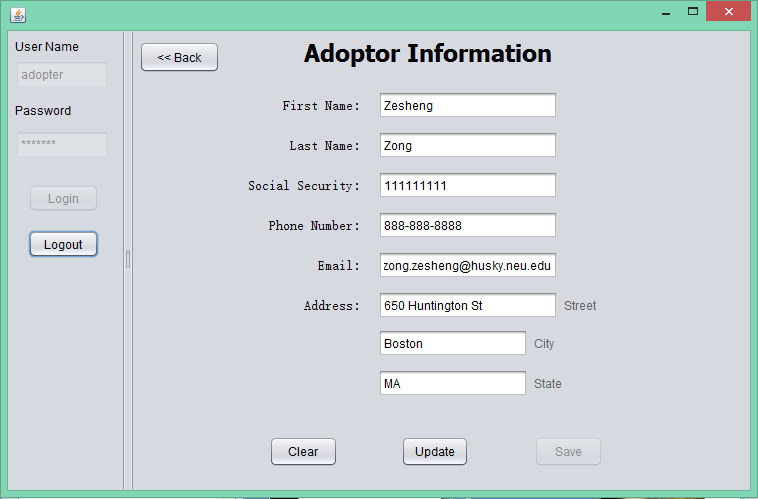 User Name
adopter
Password
*******
Login
Logout
<< Back
Adoptor Information
First Name: Zesheng
Last Name: Zong
Social Security: 111111111
Phone Number: 888-888-8888
Email: zong.zesheng@husky.neu.edu
Address: 650 Huntington St Street
Boston City
MA State
Clear Update Save